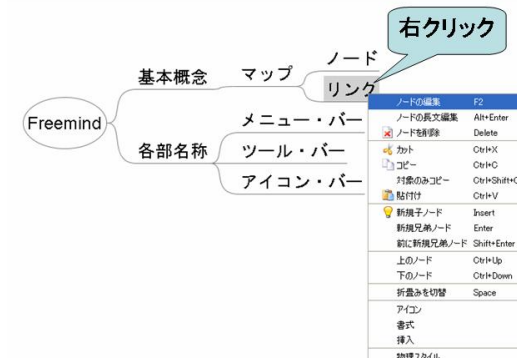 右クリック
Freemind
基本概念
マップ
ノード
リンク
各部名称
メニュー・バー
ツール・バー
アイコン・バー
ノードの編集 F2
ノードの長文編集 Alt+Enter
ノードを削除 Delete
カット Ctrl+X
コピー Ctrl+C
対象のみコピー Ctrl+Shift+C
貼付け Ctrl+V
新規子ノード Insert
新規兄弟ノード Enter
前に新規兄弟ノード Shift+Enter
上のノード Ctrl+Up
下のノード Ctrl+Down
折畳みを切替 Space
アイコン
書式
挿入
物理スタイル